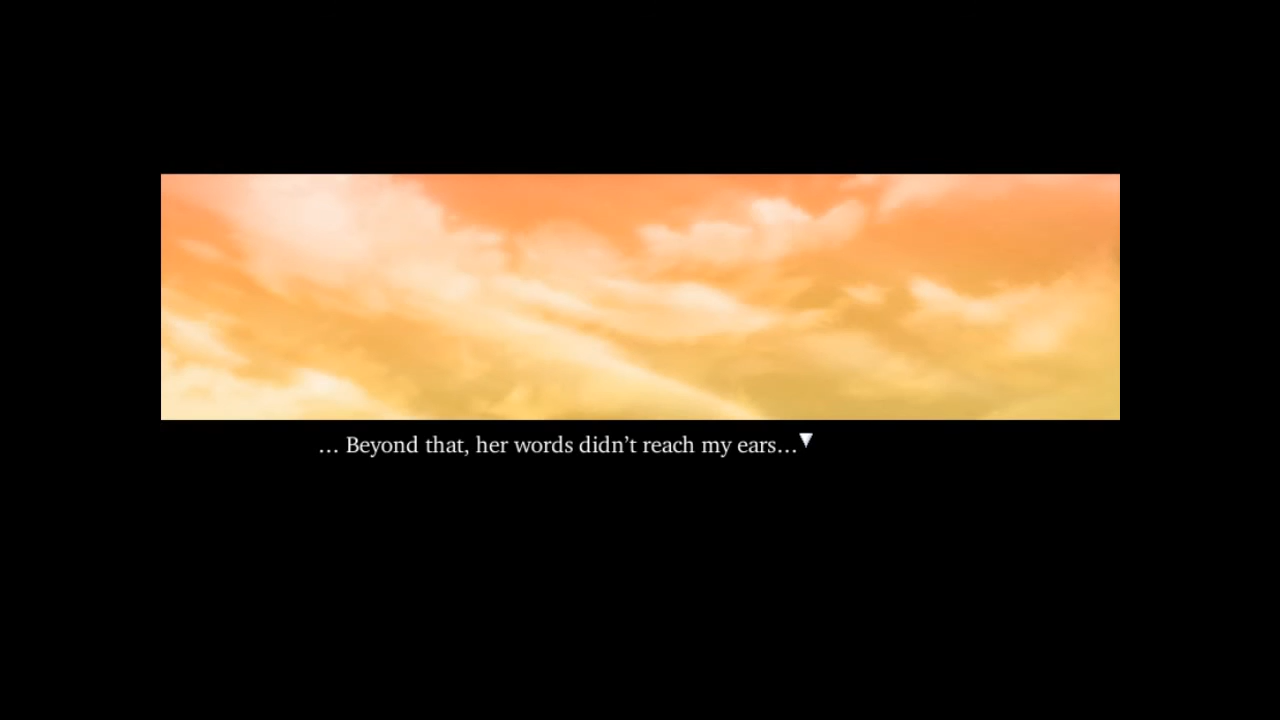 … Beyond that, her words didn’t reach my ears…